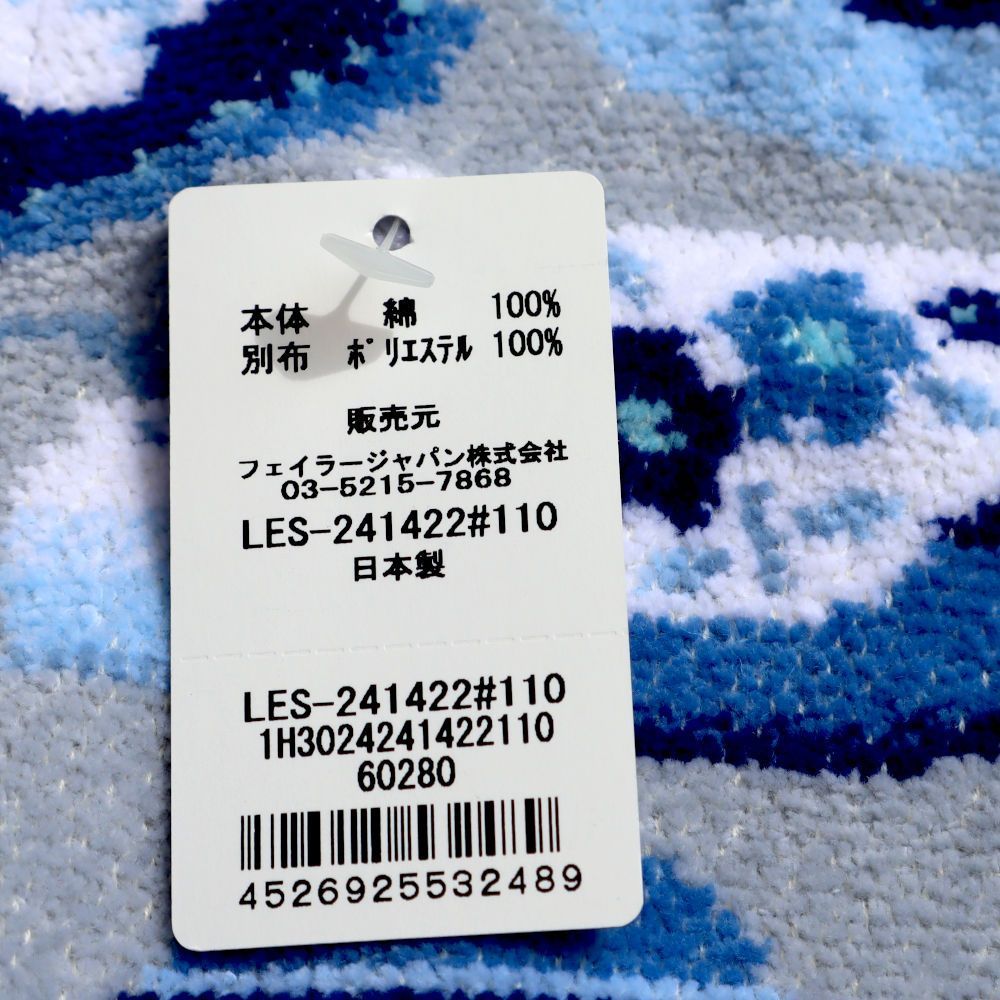 本体 綿 100%
別布 ポリエステル 100%
販売元
フェイラージャパン株式会社
03-5215-7868
LES-241422#110
日本製
LES-241422#110
1H3024241422110
60280
4526925532489